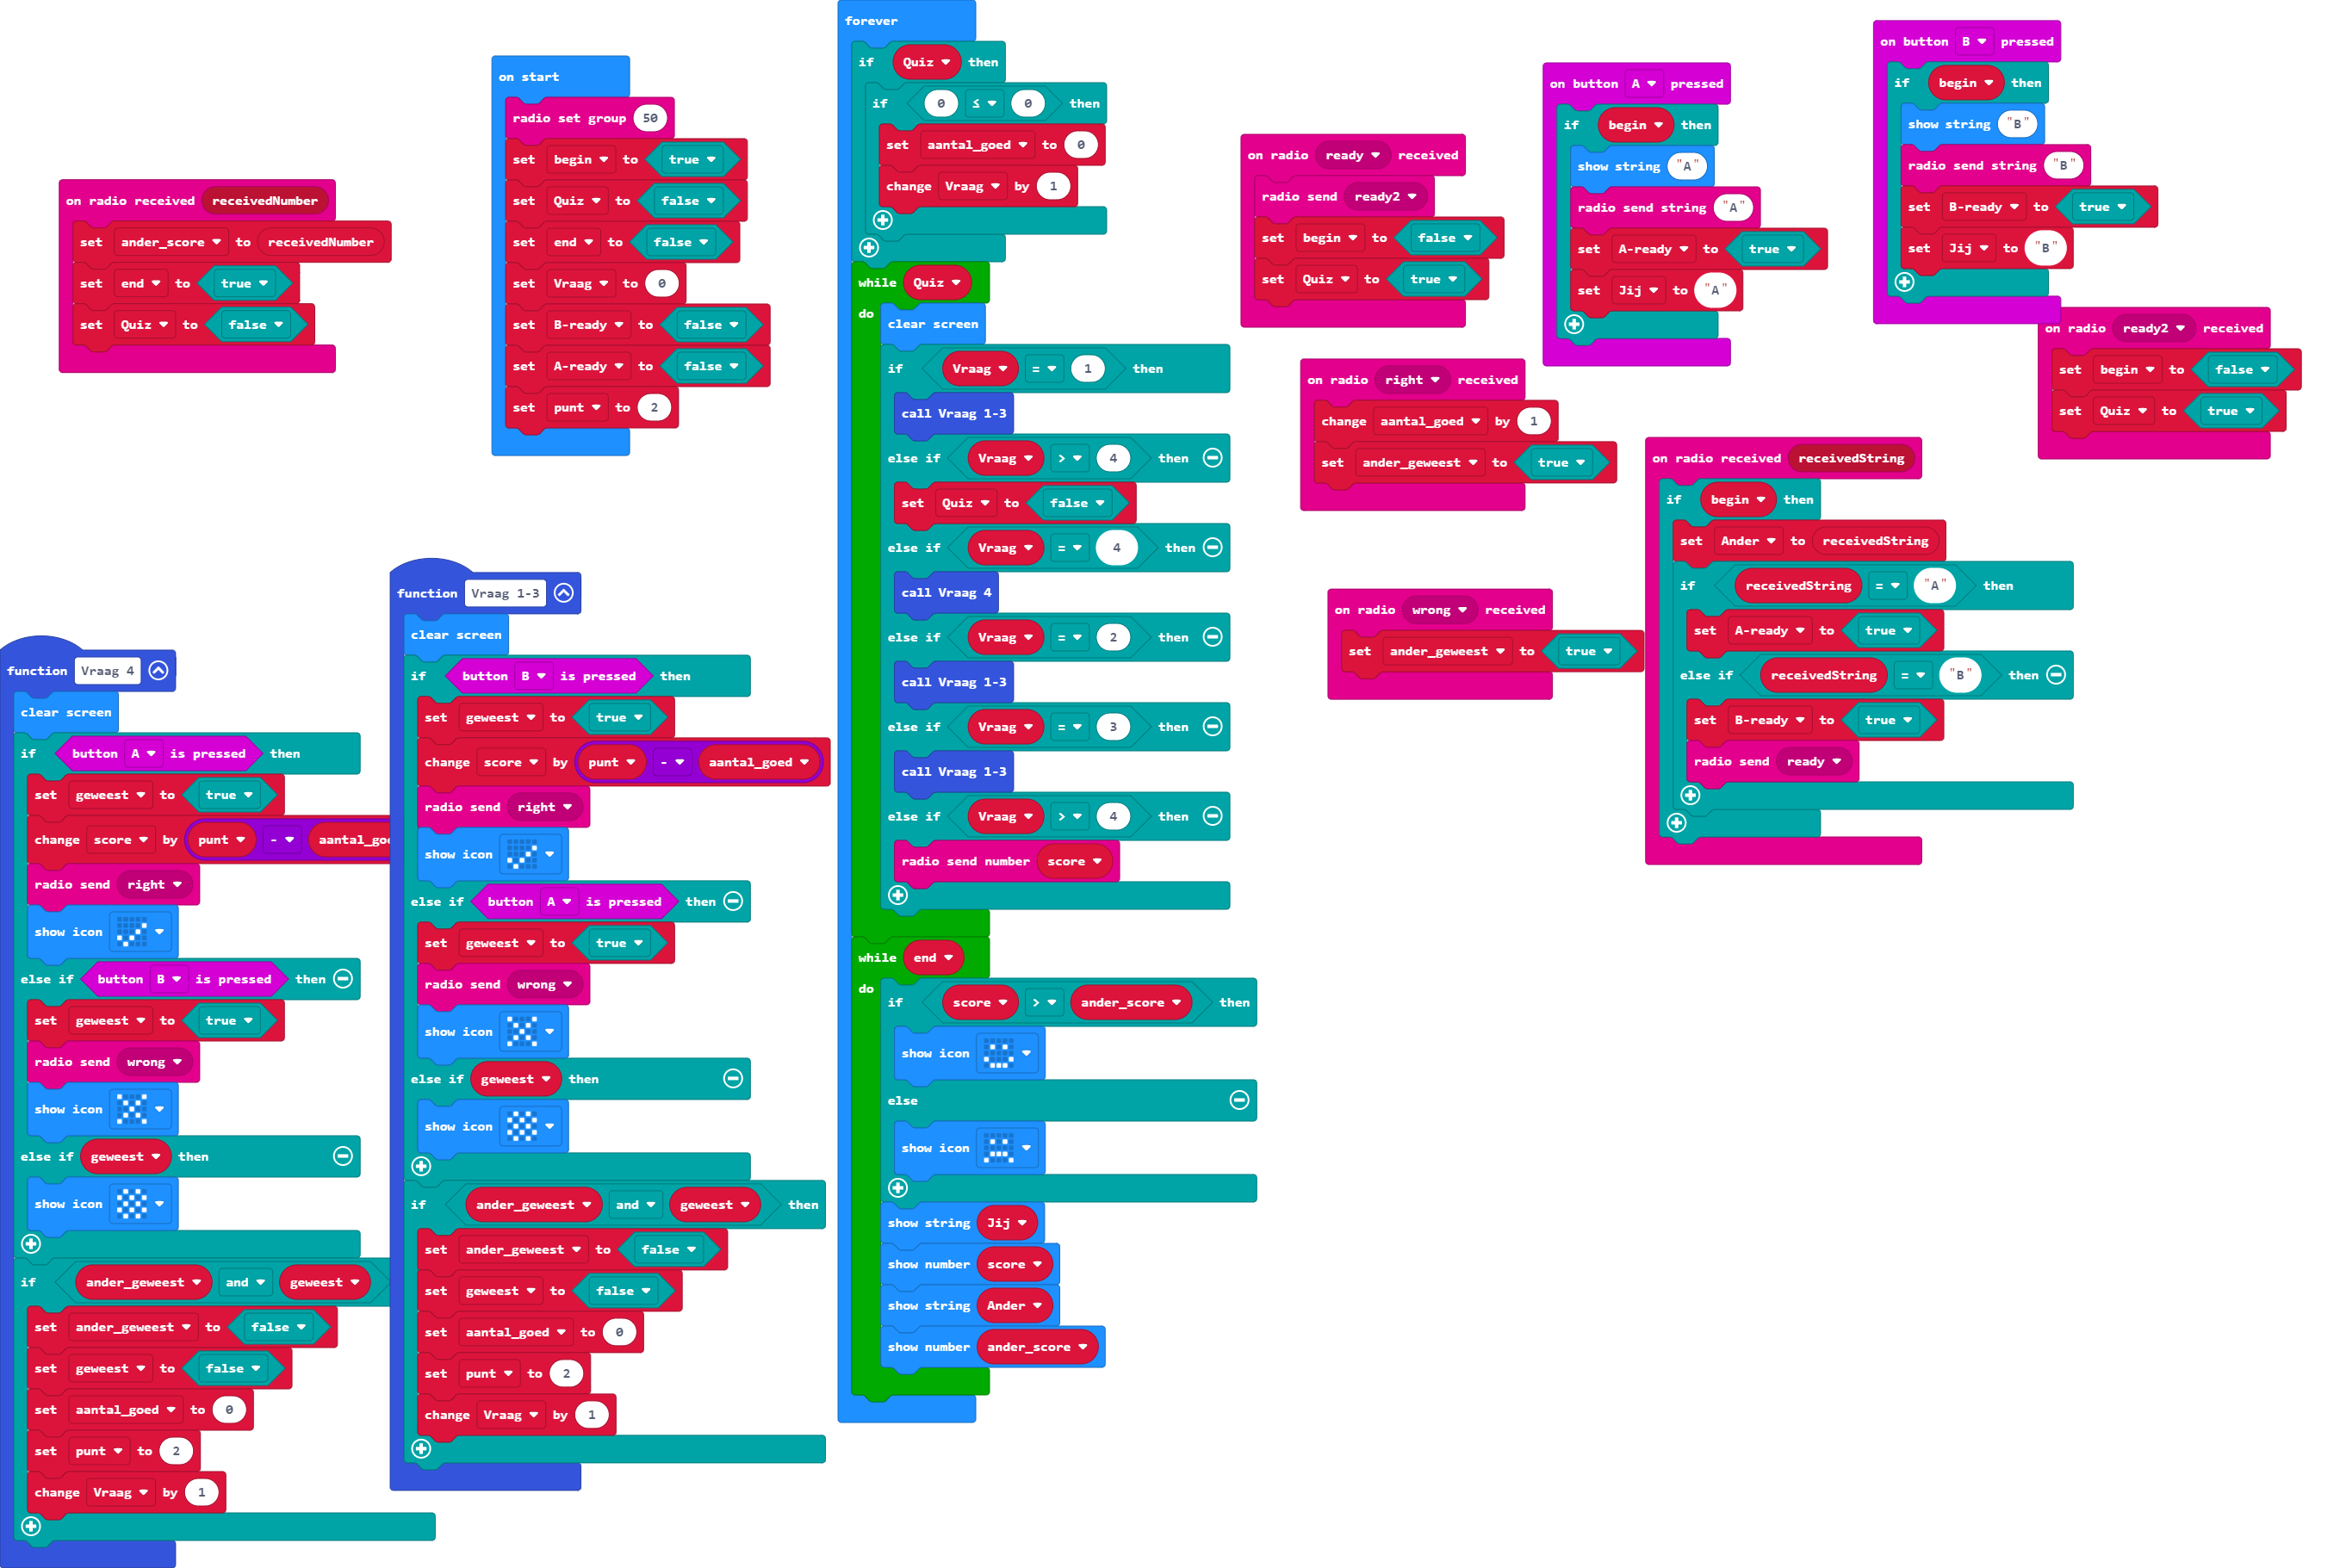 on radio received receivedNumber
set ander_score to receivedNumber
set end to true
set Quiz to false
on start
radio set group 50
set begin to true
set Quiz to false
set end to false
set Vraag to 0
set B-ready to false
set A-ready to false
set punt to 2
function Vraag 4
clear screen
if button A is pressed then
set geweest to true
change score by punt - aantal_goe
radio send right
show icon
else if button B is pressed then
set geweest to true
radio send wrong
show icon
else if geweest then
show icon
if ander_geweest and geweest
set ander_geweest to false
set geweest to false
set aantal_goed to 0
set punt to 2
change Vraag by 1
function Vraag 1-3
clear screen
if button B is pressed then
set geweest to true
change score by punt - aantal_goed
radio send right
show icon
else if button A is pressed then
set geweest to true
radio send wrong
show icon
else if geweest then
show icon
if ander_geweest and geweest then
set ander_geweest to false
set geweest to false
set aantal_goed to 0
set punt to 2
change Vraag by 1
forever
if Quiz then
if 0 ≤ 0 then
set aantal_goed to 0
change Vraag by 1
while Quiz
do
clear screen
if Vraag = 1 then
call Vraag 1-3
else if Vraag > 4 then
set Quiz to false
else if Vraag = 4 then
call Vraag 4
else if Vraag = 2 then
call Vraag 1-3
else if Vraag = 3 then
call Vraag 1-3
else if Vraag > 4 then
radio send number score
while end
do
if score > ander_score then
show icon
else
show icon
show string Jij
show number score
show string Ander
show number ander_score
on radio ready received
radio send ready2
set begin to false
set Quiz to true
on radio right received
change aantal_goed by 1
set ander_geweest to true
on radio wrong received
set ander_geweest to true
on button A pressed
if begin then
show string "A"
radio send string "A"
set A-ready to true
set Jij to "A"
on button B pressed
if begin then
show string "B"
radio send string "B"
set B-ready to true
set Jij to "B"
on radio ready2 received
set begin to false
set Quiz to true
on radio received receivedString
if begin then
set Ander to receivedString
if receivedString = "A" then
set A-ready to true
else if receivedString = "B" then
set B-ready to true
radio send ready